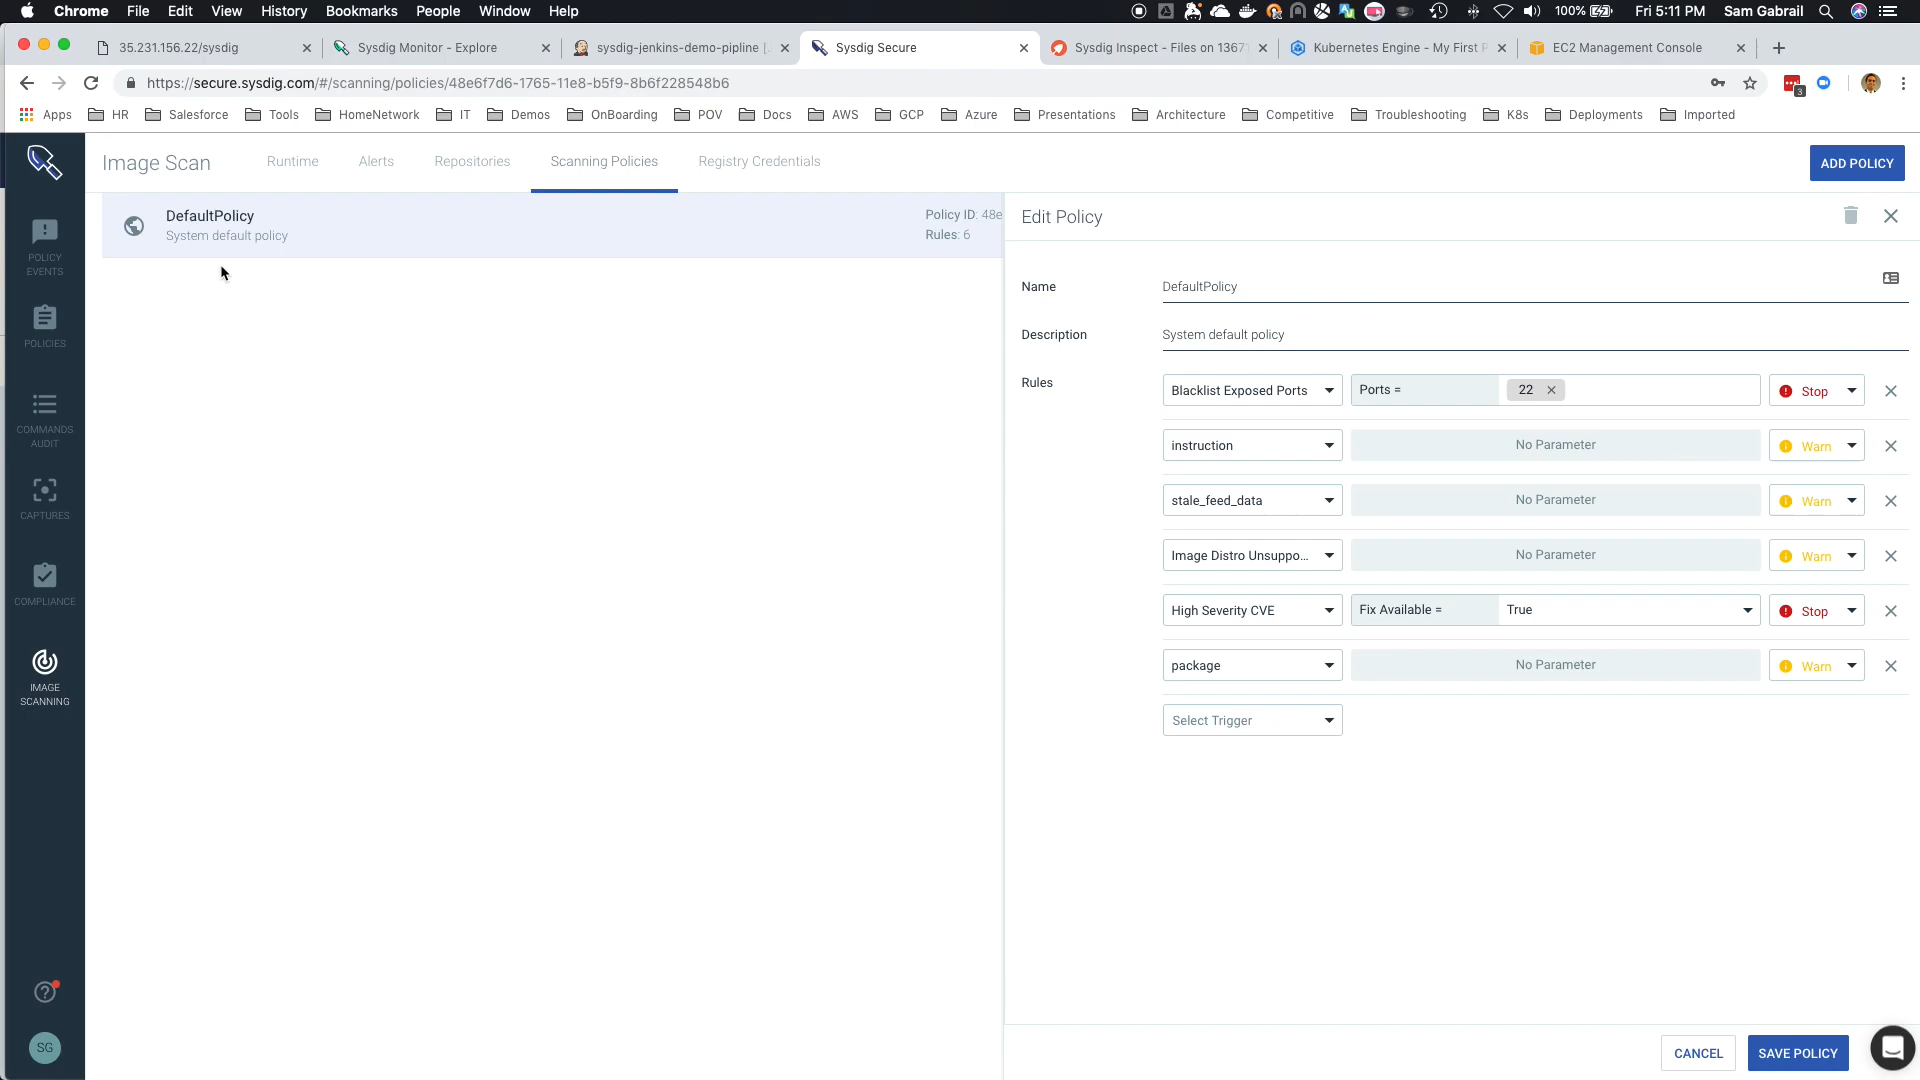 Chrome File Edit View History Bookmarks People Window Help 100% Fri 5:11 PM Sam Gabrail
35.231.156.22/sysdig Sysdig Monitor - Explore sysdig-jenkins-demo-pipline [ Sysdig Secure Sysdig Inspect - Files on 1367 Kubernetes Engine - My First P EC2 Management Console
https://secure.sysdig.com/#/scanning/policies/48e6f7d6-1765-11e8-b5f9-8b6f228548b6 3
Apps HR Salesforce Tools HomeNetwork IT Demos OnBoarding POV Docs AWS GCP Azure Presentations Architecture Competitive Troubleshooting K8s Deployments Imported
Image Scan Runtime Alerts Repositories Scanning Policies Registry Credentials ADD POLICY
POLICY
EVENTS
POLICIES
COMMANDS
AUDIT
CAPTURES
COMPLIANCE
IMAGE
SCANNING
SG
DefaultPolicy Policy ID: 48e
System default policy Rules: 6
Edit Policy
Name DefaultPolicy
Description System default policy
Rules Blacklist Exposed Ports Ports = 22 Stop
instruction No Parameter Warn
stale_feed_data No Parameter Warn
Image Distro Unsuppo... No Parameter Warn
High Severity CVE Fix Available = True Stop
package No Parameter Warn
Select Trigger
CANCEL SAVE POLICY